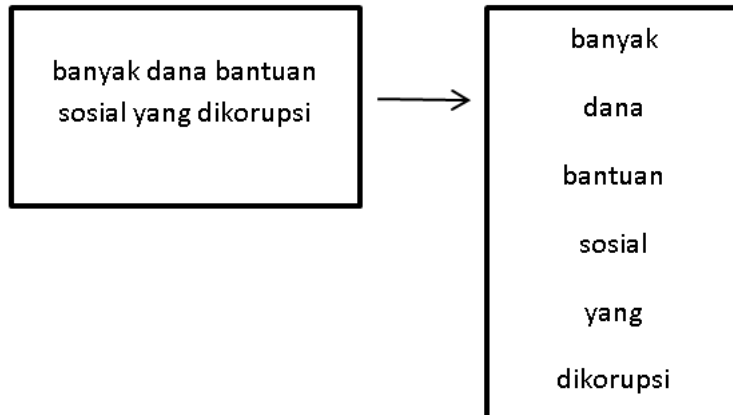 banyak dana bantuan
sosial yang dikorupsi
banyak
dana
bantuan
sosial
yang
dikorupsi